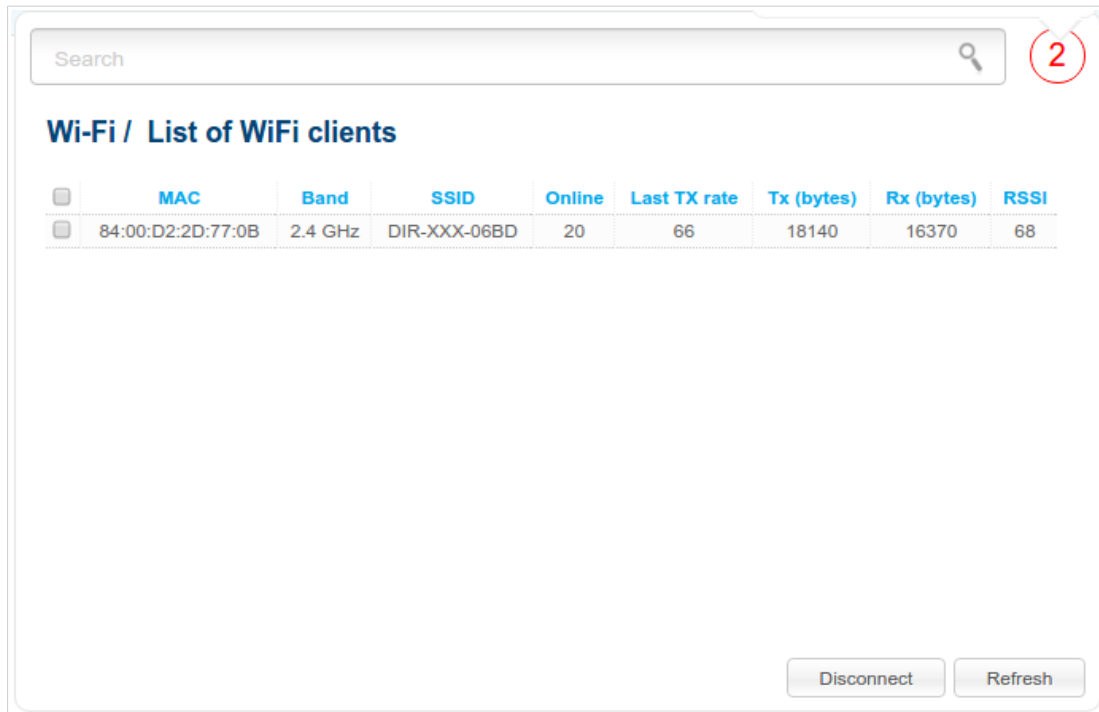 Search
2
Wi-Fi / List of WiFi clients
MAC Band SSID Online Last TX rate Tx (bytes) Rx (bytes) RSSI
84:00:D2:2D:77:0B 2.4 GHz DIR-XXX-06BD 20 66 18140 16370 68
Disconnect Refresh